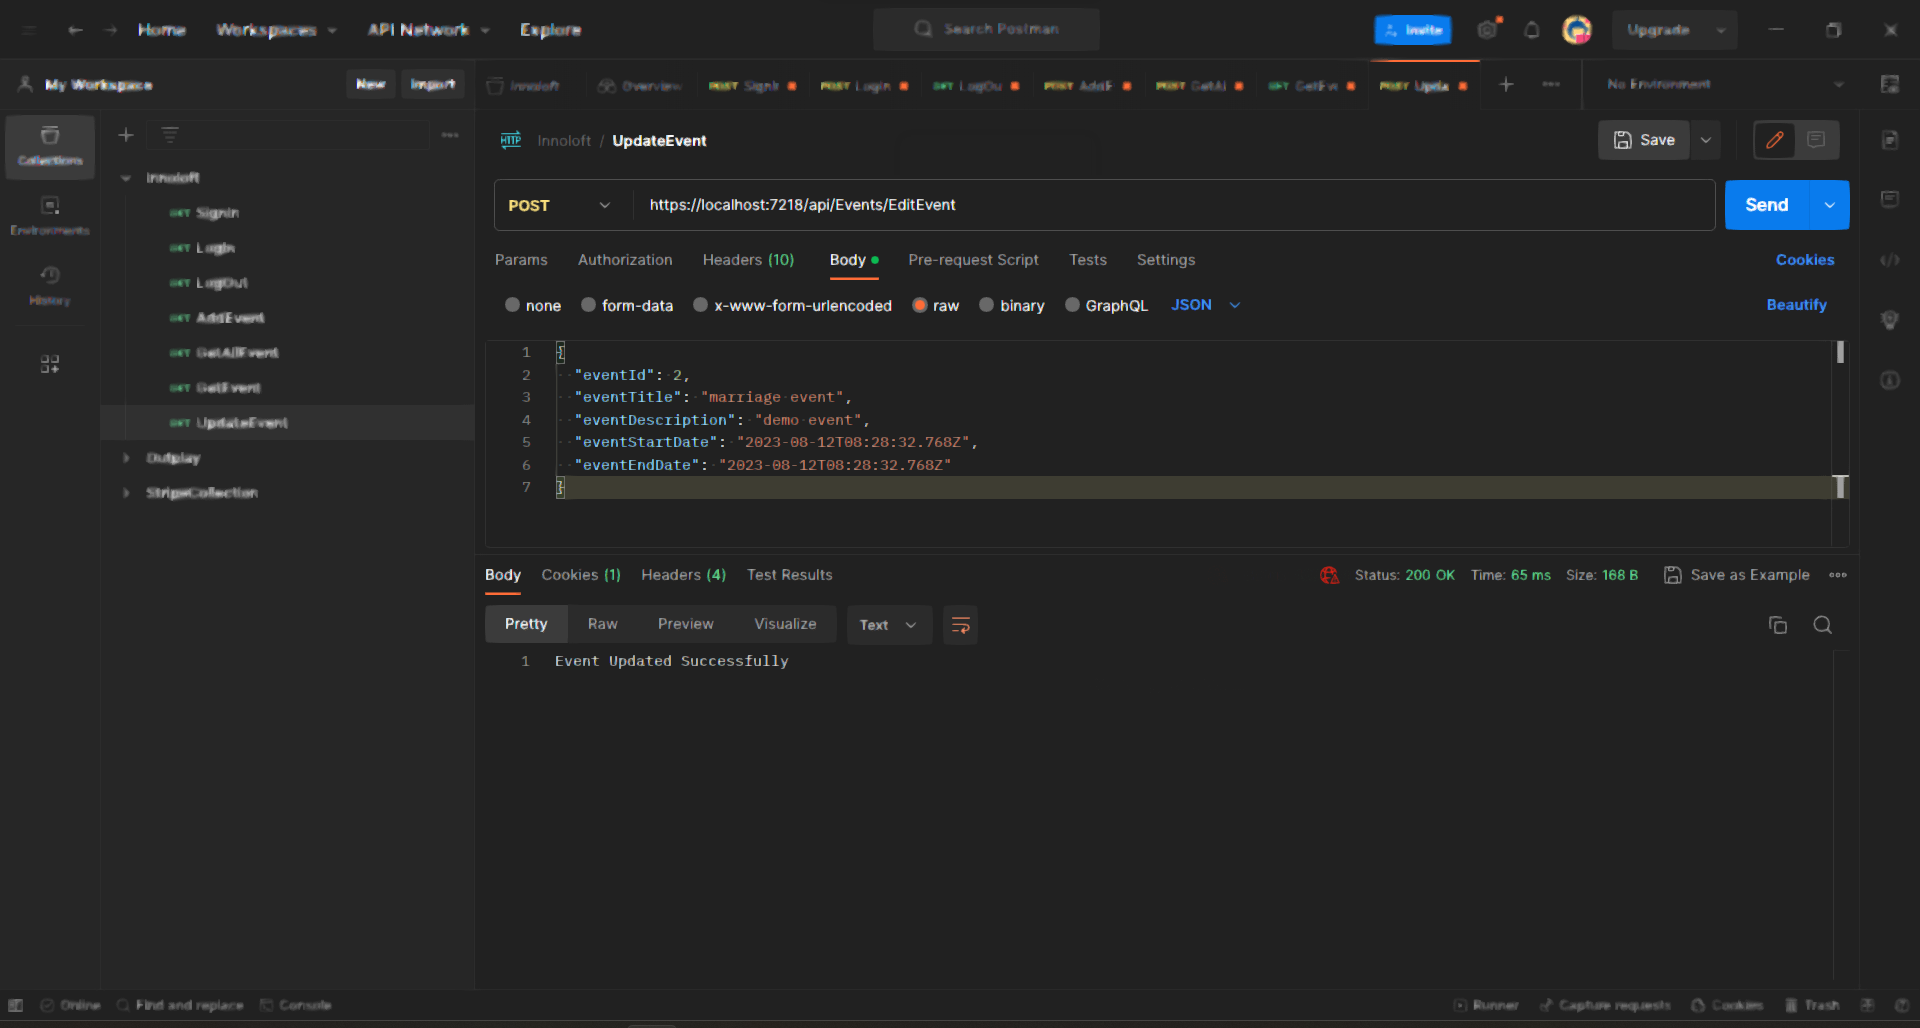 Home Workspaces API Network Explore
Search Postman
Invite
Upgrade
My Workspace
New Import
Innoloft Overview POST SignIr POST Login GET LogOu POST AddE POST GetAl GET GetEve POST Upda
No Environment
Collections
Environments
History
Innoloft
GET SignIn
GET LogIn
GET LogOut
GET AddEvent
GET GetAllEvent
GET GetEvent
GET UpdateEvent
Outplay
StripeCollection
HTTP Innoloft / UpdateEvent
Save
POST https://localhost:7218/api/Events/EditEvent
Send
Params Authorization Headers (10) Body Pre-request Script Tests Settings Cookies
none form-data x-www-form-urlencoded raw binary GraphQL JSON Beautify
1 {
2 "eventId": 2,
3 "eventTitle": "marriage event",
4 "eventDescription": "demo event",
5 "eventStartDate": "2023-08-12T08:28:32.768Z",
6 "eventEndDate": "2023-08-12T08:28:32.768Z"
7 }
Body Cookies (1) Headers (4) Test Results
Status: 200 OK Time: 65 ms Size: 168 B Save as Example
Pretty Raw Preview Visualize Text
1 Event Updated Successfully
Online Find and replace Console
Runner Capture requests Cookies Trash